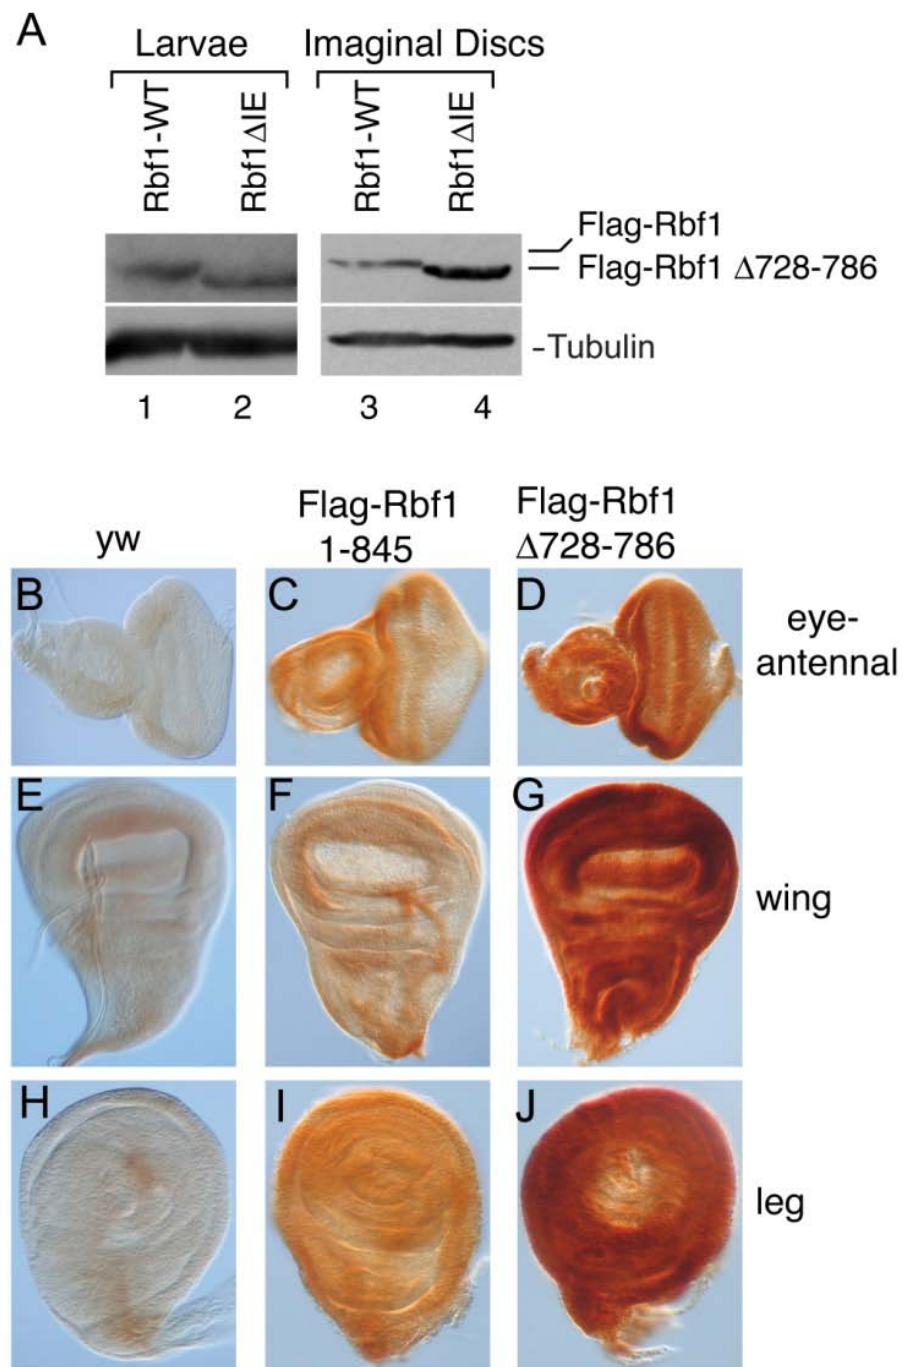 A
Larvae
Imaginal Discs
Rbf1-WT
Rbf1ΔIE
Rbf1-WT
Rbf1ΔIE
Flag-Rbf1
Flag-Rbf1 Δ728-786
-Tubulin
1 2 3 4
yw
Flag-Rbf1
1-845
Flag-Rbf1
Δ728-786
B C D
eye-
antennal
E F G
wing
H I J
leg